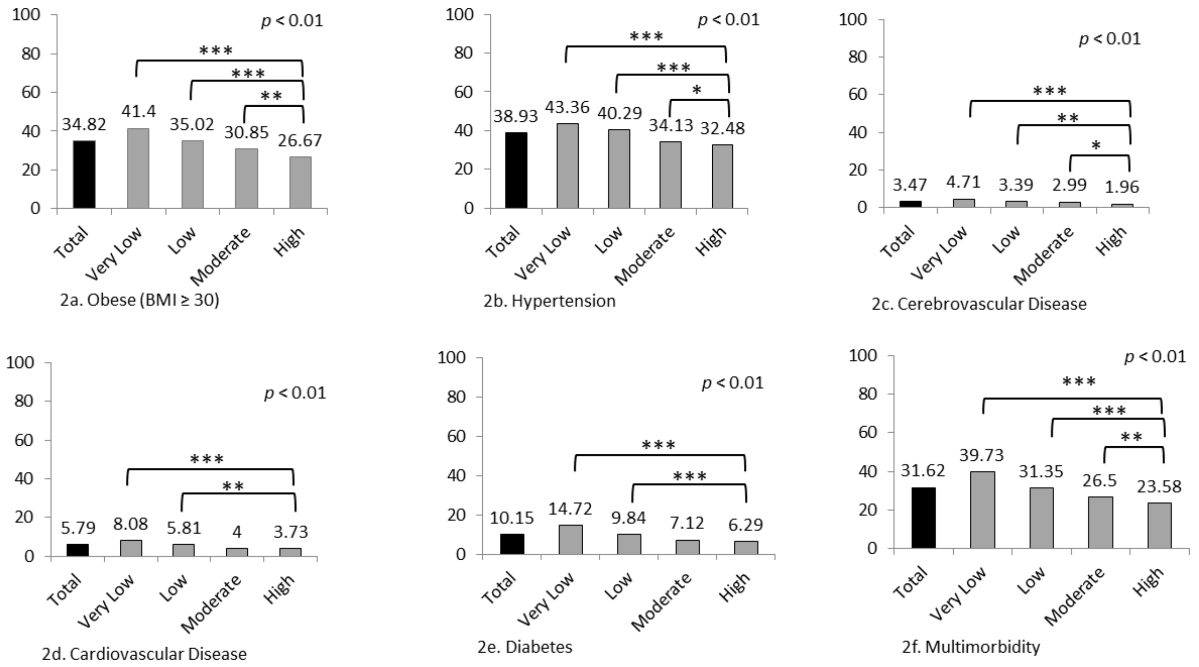 100
80
60
40
20
0
p < 0.01
***
***
**
34.82
41.4
35.02
30.85
26.67
Total
Very Low
Low
Moderate
High
2a. Obese (BMI ≥ 30)
100
80
60
40
20
0
p < 0.01
***
***
*
38.93
43.36
40.29
34.13
32.48
Total
Very Low
Low
Moderate
High
2b. Hypertension
100
80
60
40
20
0
p < 0.01
***
**
*
3.47
4.71
3.39
2.99
1.96
Total
Very Low
Low
Moderate
High
2c. Cerebrovascular Disease
100
80
60
40
20
0
p < 0.01
***
**
5.79
8.08
5.81
4
3.73
Total
Very Low
Low
Moderate
High
2d. Cardiovascular Disease
100
80
60
40
20
0
p < 0.01
***
***
10.15
14.72
9.84
7.12
6.29
Total
Very Low
Low
Moderate
High
2e. Diabetes
100
80
60
40
20
0
p < 0.01
***
***
**
31.62
39.73
31.35
26.5
23.58
Total
Very Low
Low
Moderate
High
2f. Multimorbidity